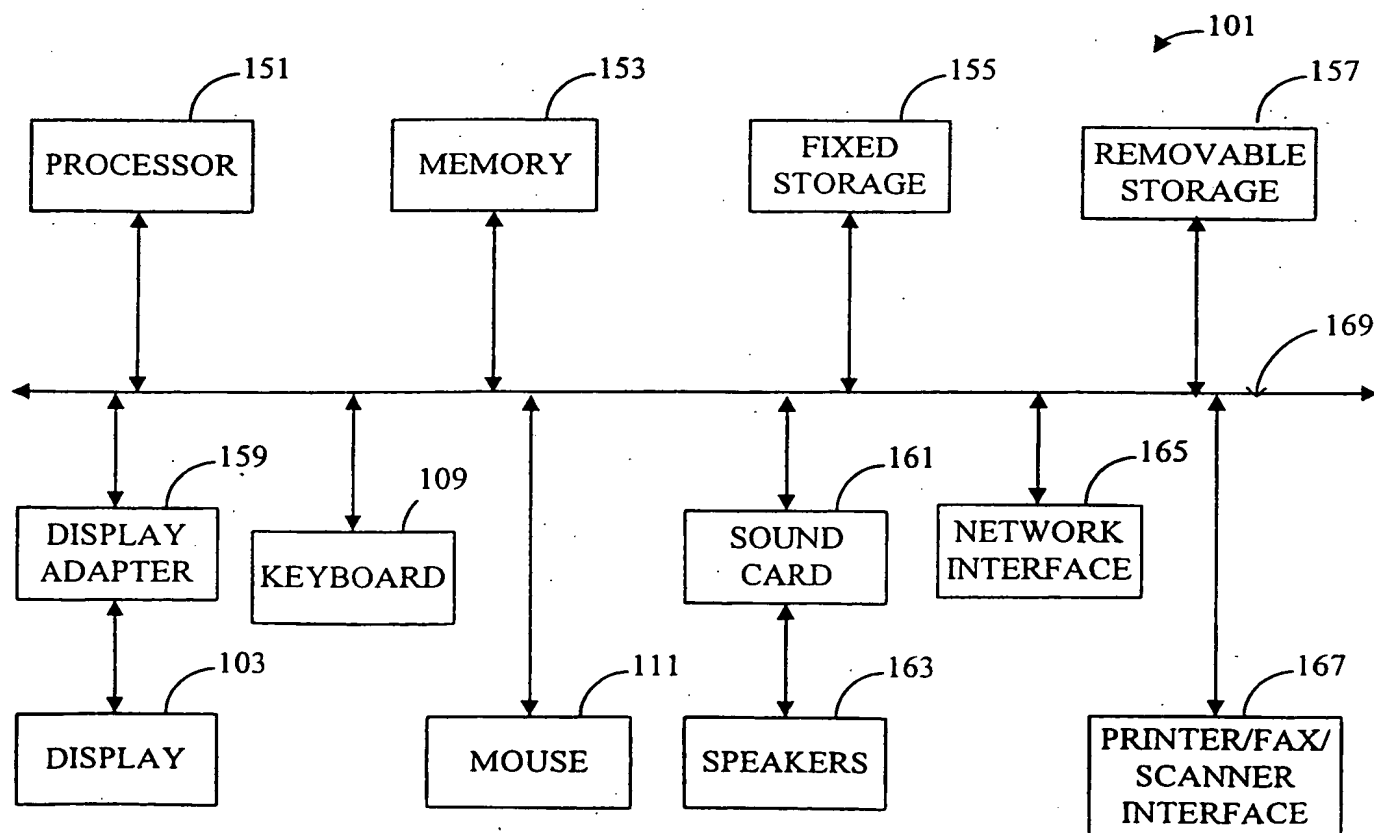 101
151
153
155
157
PROCESSOR
MEMORY
FIXED
STORAGE
REMOVABLE
STORAGE
169
159
109
161
165
DISPLAY
ADAPTER
KEYBOARD
SOUND
CARD
NETWORK
INTERFACE
103
111
163
167
DISPLAY
MOUSE
SPEAKERS
PRINTER/FAX/
SCANNER
INTERFACE